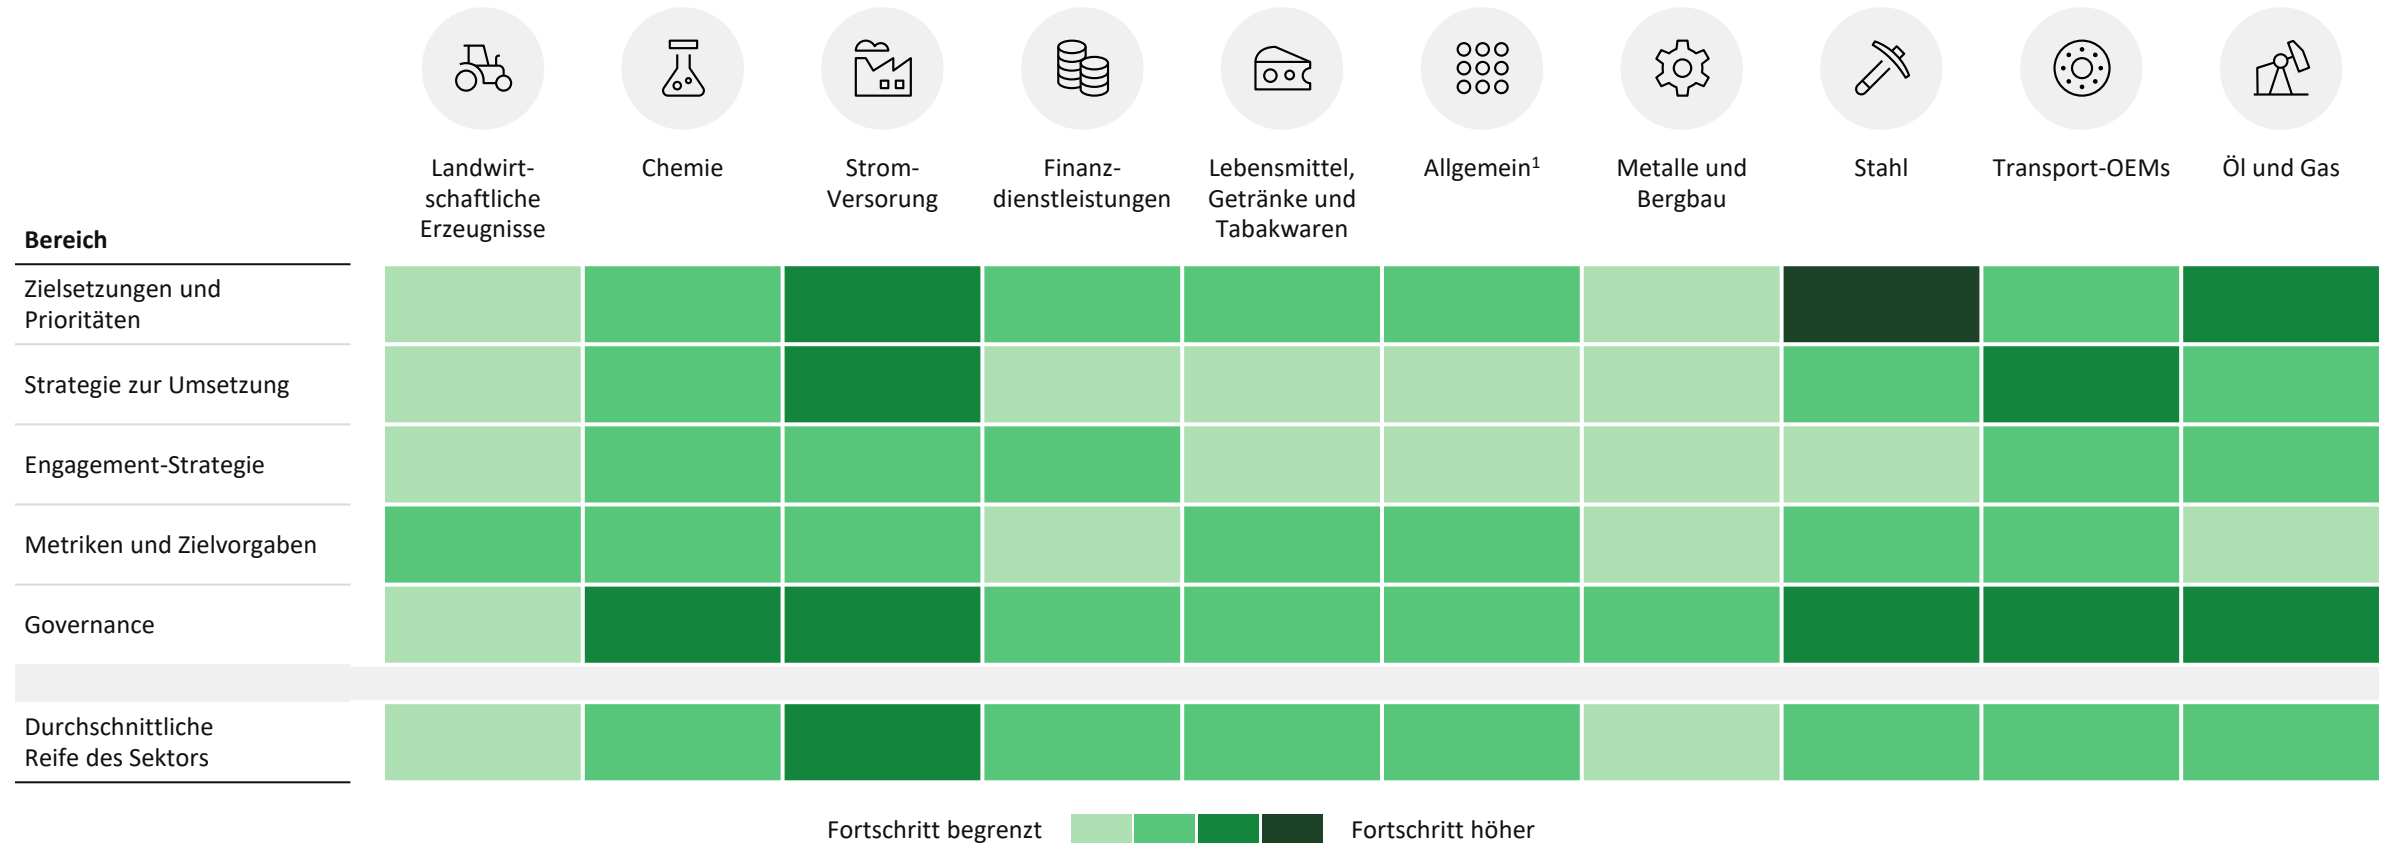 Landwirt-
schaftliche
Erzeugnisse
Chemie
Strom-
Versorung
Finanz-
dienstleistungen
Lebensmittel,
Getränke und
Tabakwaren
Allgemein¹
Metalle und
Bergbau
Stahl
Transport-OEMs
Öl und Gas
Bereich
Zielsetzungen und
Prioritäten
Strategie zur Umsetzung
Engagement-Strategie
Metriken und Zielvorgaben
Governance
Durchschnittliche
Reife des Sektors
Fortschritt begrenzt
Fortschritt höher